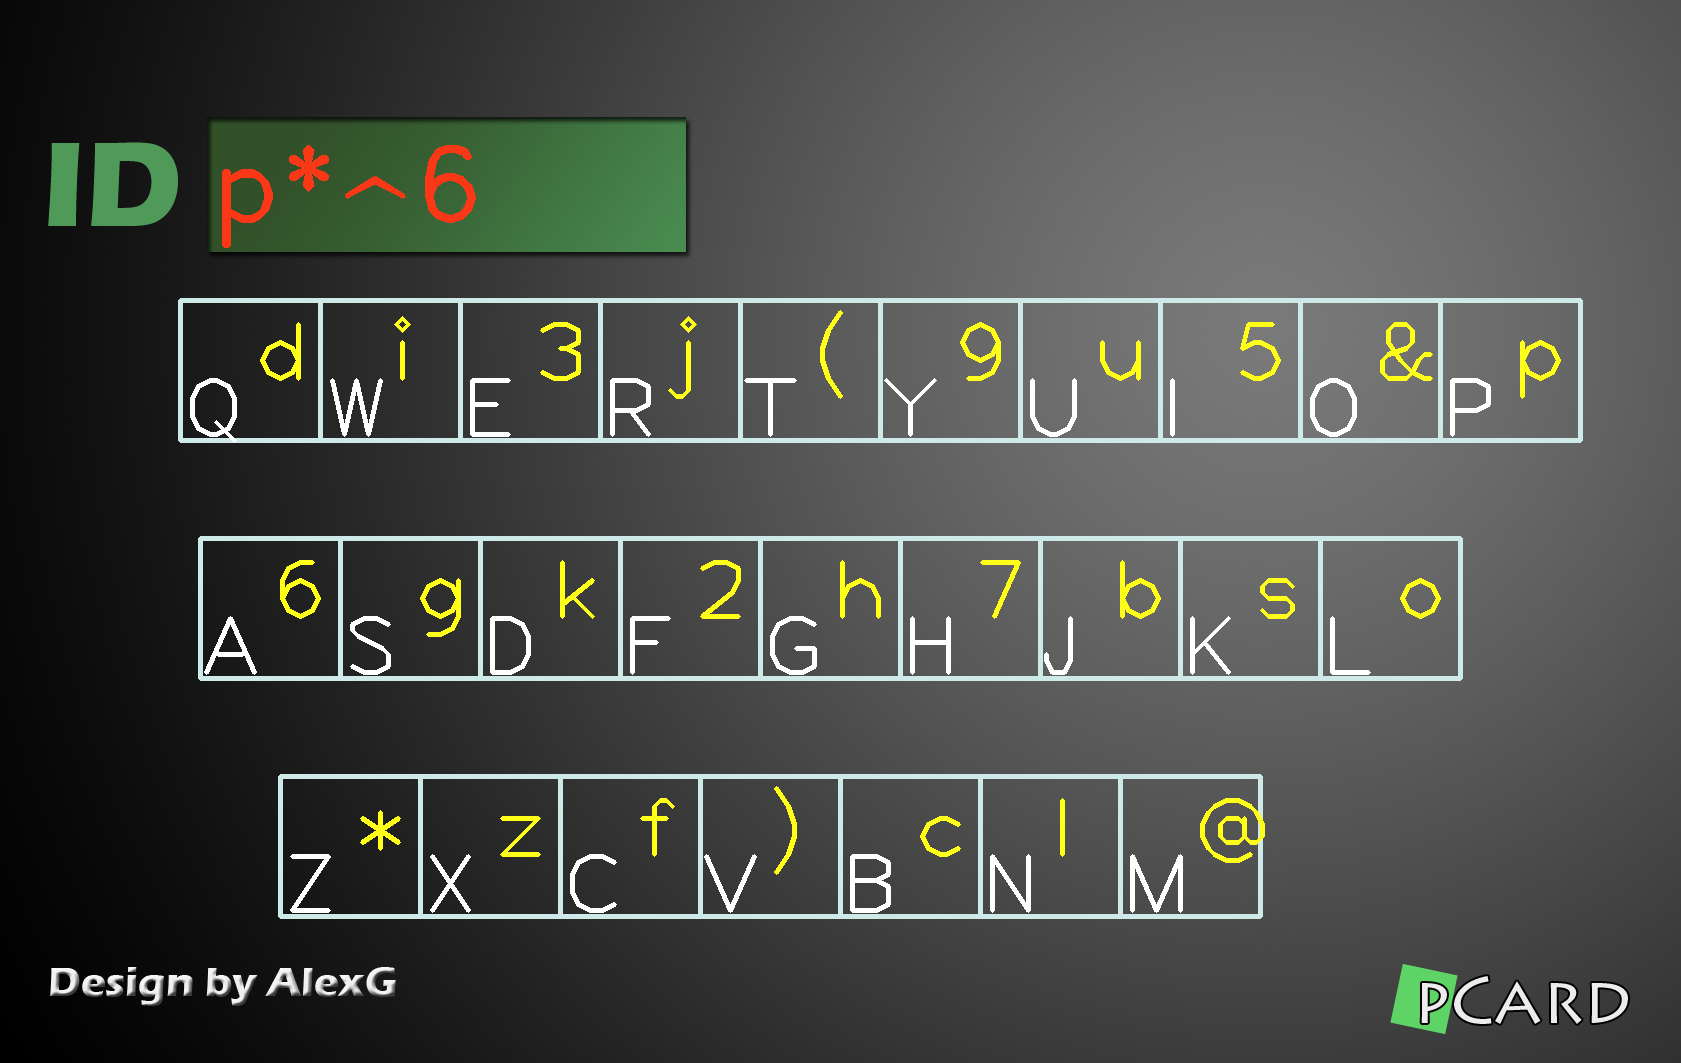 ID p*^6
Q d W i E 3 R j T ( Y 9 U u I 5 O & P p
A 6 S g D k F 2 G h H 7 J b K s L o
Z * X z C f V ) B c N l M @
Design by AlexG
PCARD